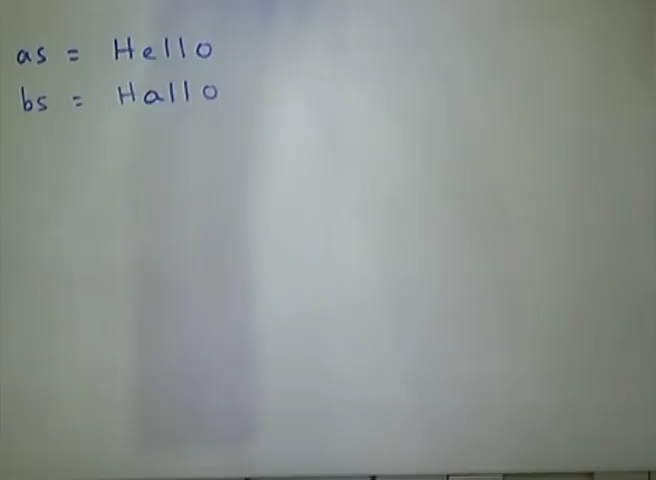 as = Hello
bs = Hallo